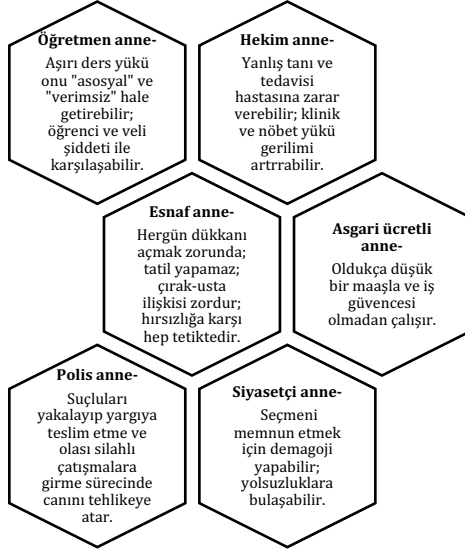 Öğretmen anne-
Aşırı ders yükü
onu "asosyal" ve
"verimsiz" hale
getirebilir;
öğrenci ve veli
şiddeti ile
karşılaşabilir.
Hekim anne-
Yanlış tanı ve
tedavisi
hastasına zarar
verebilir; klinik
ve nöbet yükü
gerilimi
artrrabilir.
Esnaf anne-
Hergün dükkanı
açmak zorunda;
tatil yapamaz;
çırak-usta
ilişkisi zordur;
hırsızlığa karşı
hep tetiktedir.
Asgari ücretli
anne-
Oldukça düşük
bir maaşla ve iş
güvencesi
olmadan çalışır.
Polis anne-
Suçluları
yakalayıp yargıya
teslim etme ve
olası silahlı
çatışmalara
girme sürecinde
canını tehlikeye
atar.
Siyasetçi anne-
Seçmeni
memnun etmek
için demagoji
yapabilir;
yolsuzluklara
bulaşabilir.